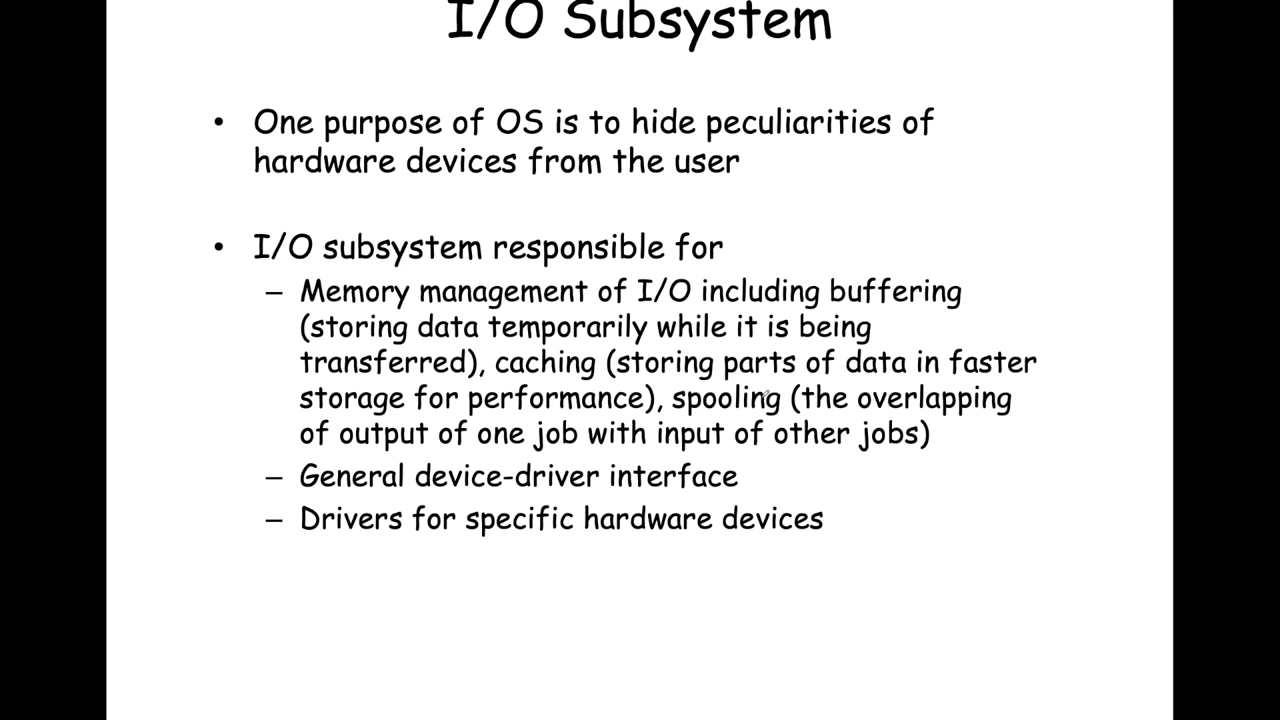 I/O Subsystem
• One purpose of OS is to hide peculiarities of
hardware devices from the user
• I/O subsystem responsible for
– Memory management of I/O including buffering
(storing data temporarily while it is being
transferred), caching (storing parts of data in faster
storage for performance), spooling (the overlapping
of output of one job with input of other jobs)
– General device-driver interface
– Drivers for specific hardware devices